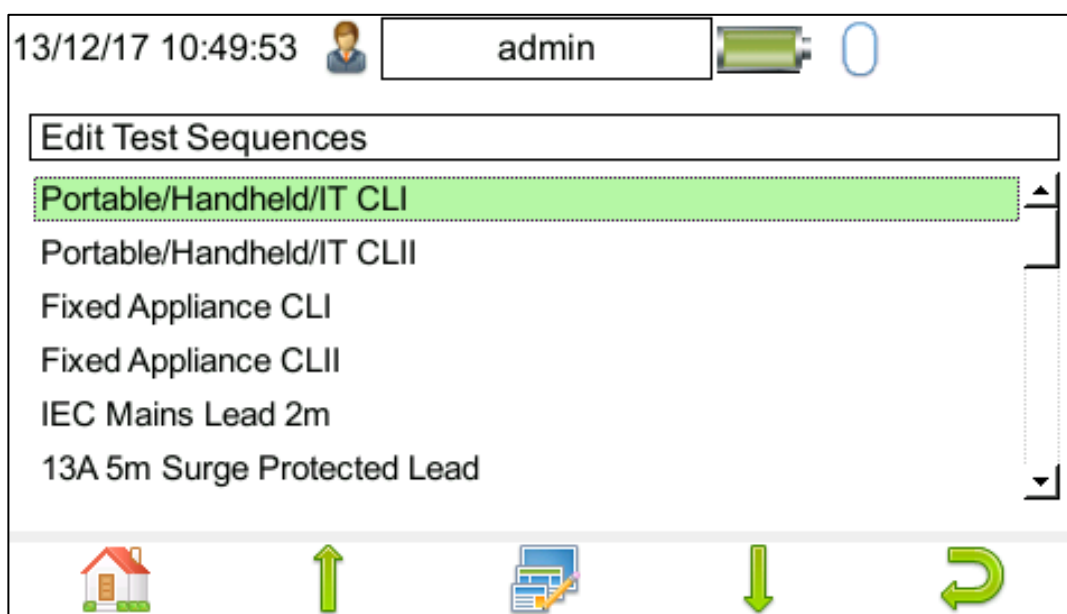 13/12/17 10:49:53 admin
Edit Test Sequences
Portable/Handheld/IT CLI
Portable/Handheld/IT CLII
Fixed Appliance CLI
Fixed Appliance CLII
IEC Mains Lead 2m
13A 5m Surge Protected Lead